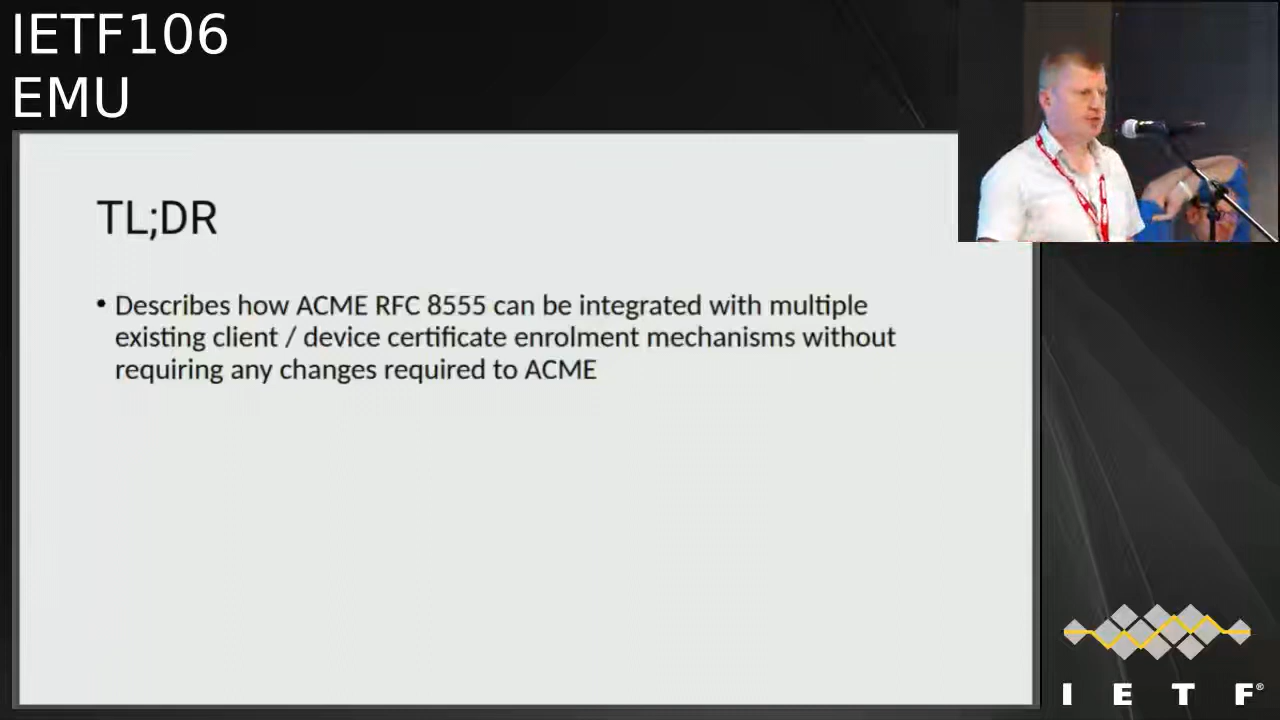 IETF106
EMU
TL;DR
• Describes how ACME RFC 8555 can be integrated with multiple
existing client / device certificate enrolment mechanisms without
requiring any changes required to ACME
I E T F®